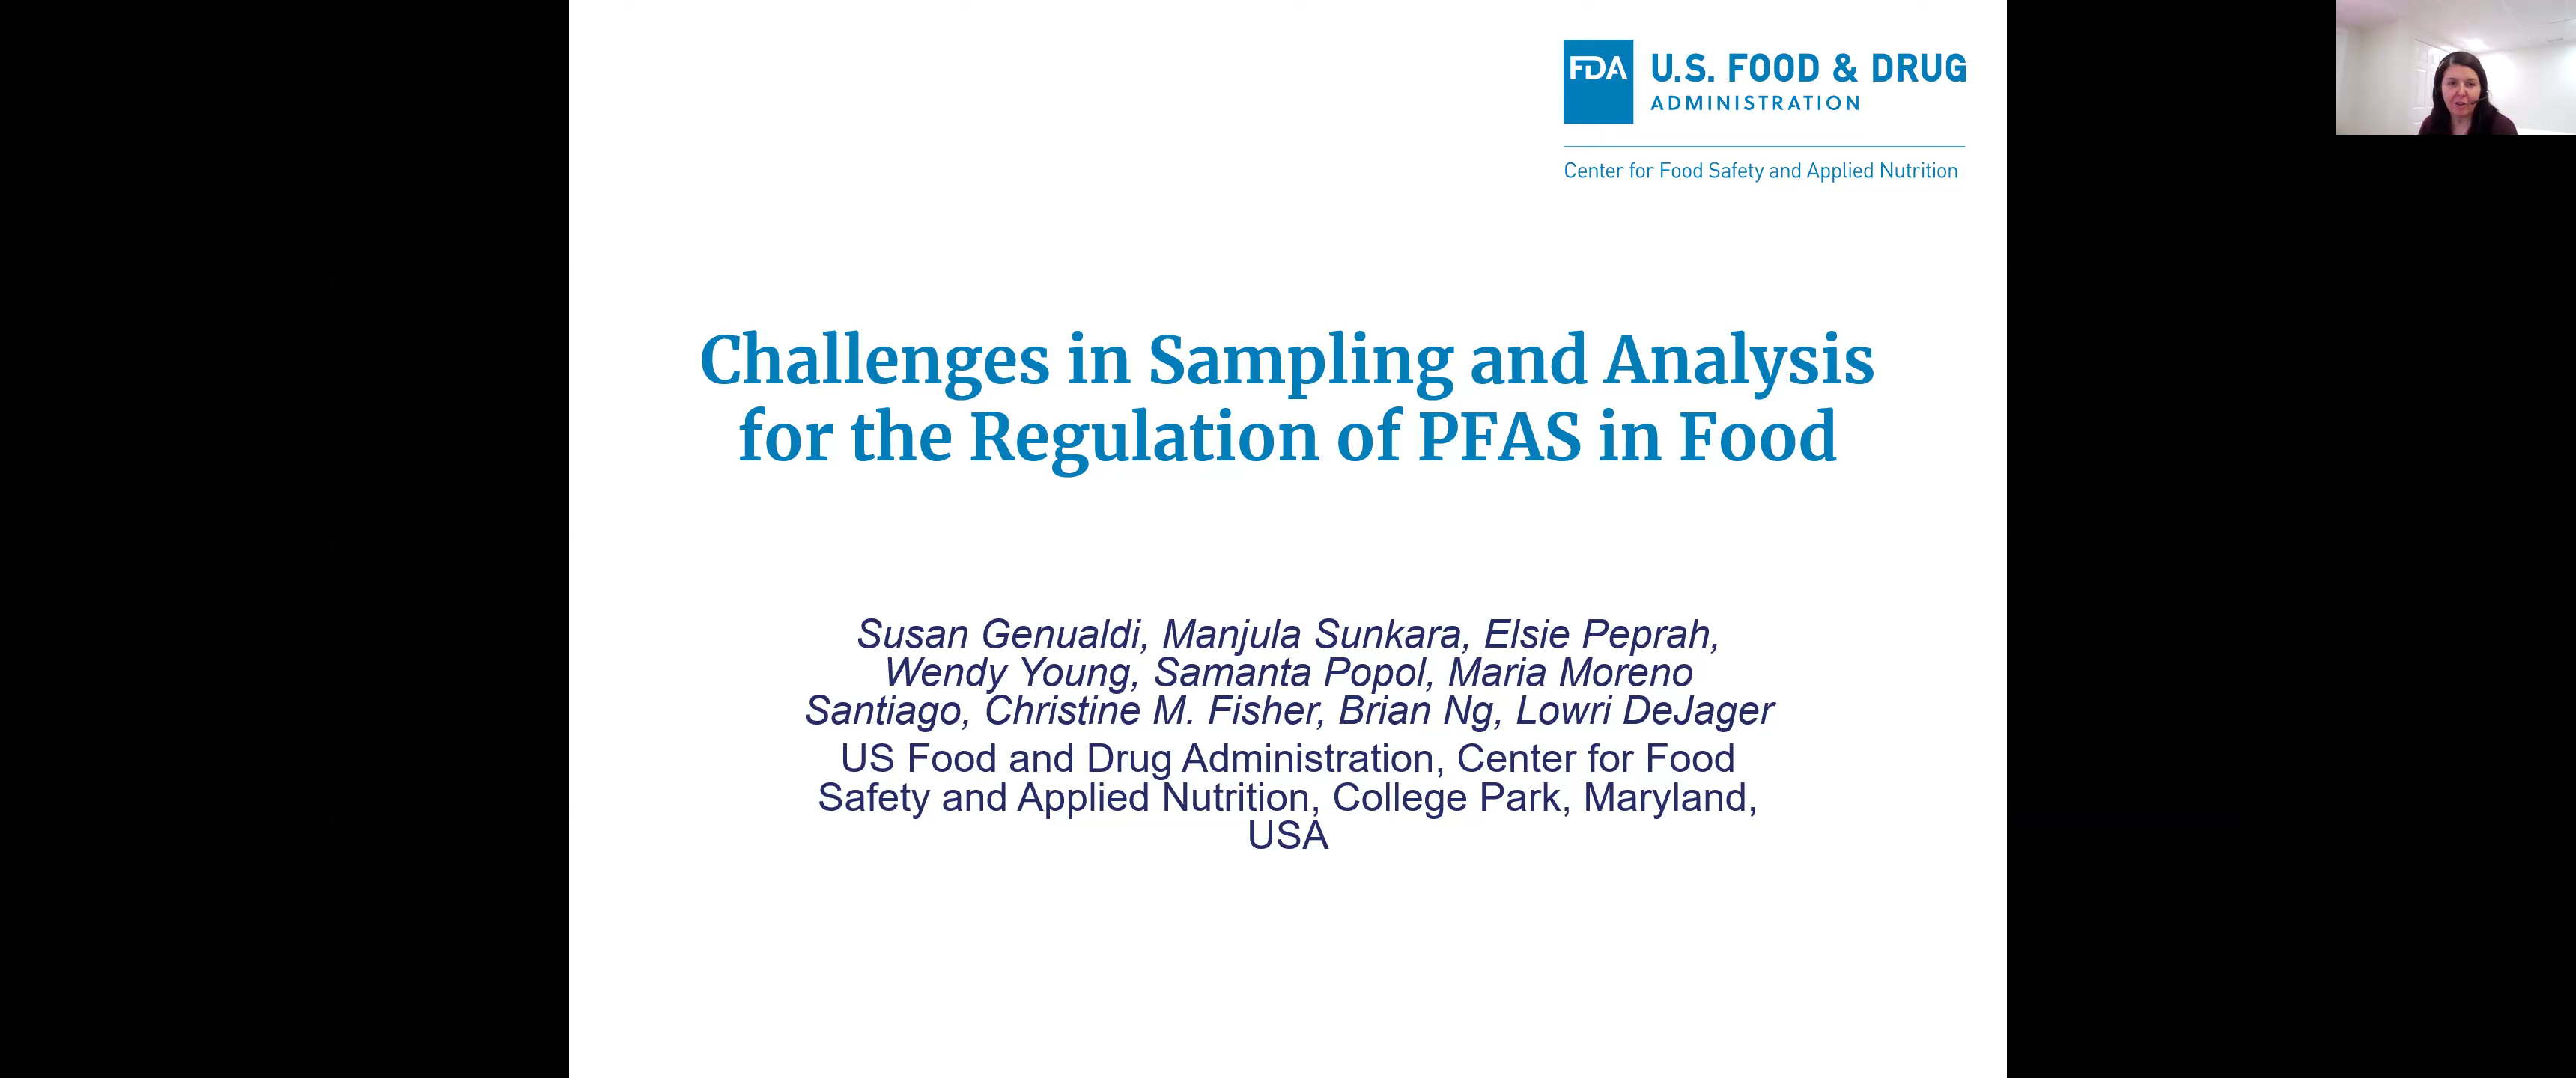 FDA U.S. FOOD & DRUG
ADMINISTRATION
Center for Food Safety and Applied Nutrition
Challenges in Sampling and Analysis
for the Regulation of PFAS in Food
Susan Genualdi, Manjula Sunkara, Elsie Peprah,
Wendy Young, Samanta Popol, Maria Moreno
Santiago, Christine M. Fisher, Brian Ng, Lowri DeJager
US Food and Drug Administration, Center for Food
Safety and Applied Nutrition, College Park, Maryland,
USA